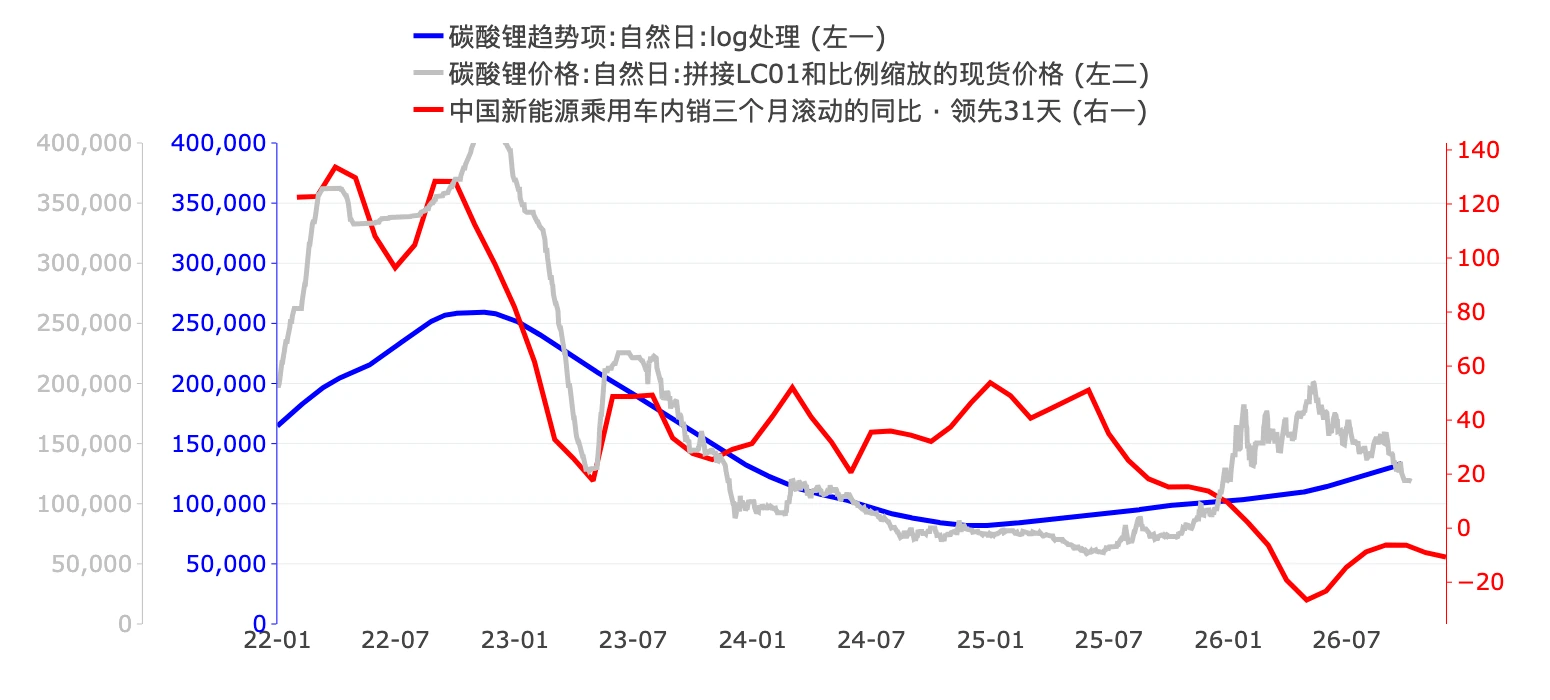 碳酸锂趋势项:自然日:log处理 (左一)
碳酸锂价格:自然日:拼接LC01和比例缩放的现货价格 (左二)
中国新能源乘用车内销三个月滚动的同比 · 领先31天 (右一)
400,000 400,000 140
350,000 350,000 120
300,000 300,000 100
250,000 250,000 80
200,000 200,000 60
150,000 150,000 40
100,000 100,000 20
50,000 50,000 0
0 0 −20
22-01 22-07 23-01 23-07 24-01 24-07 25-01 25-07 26-01 26-07